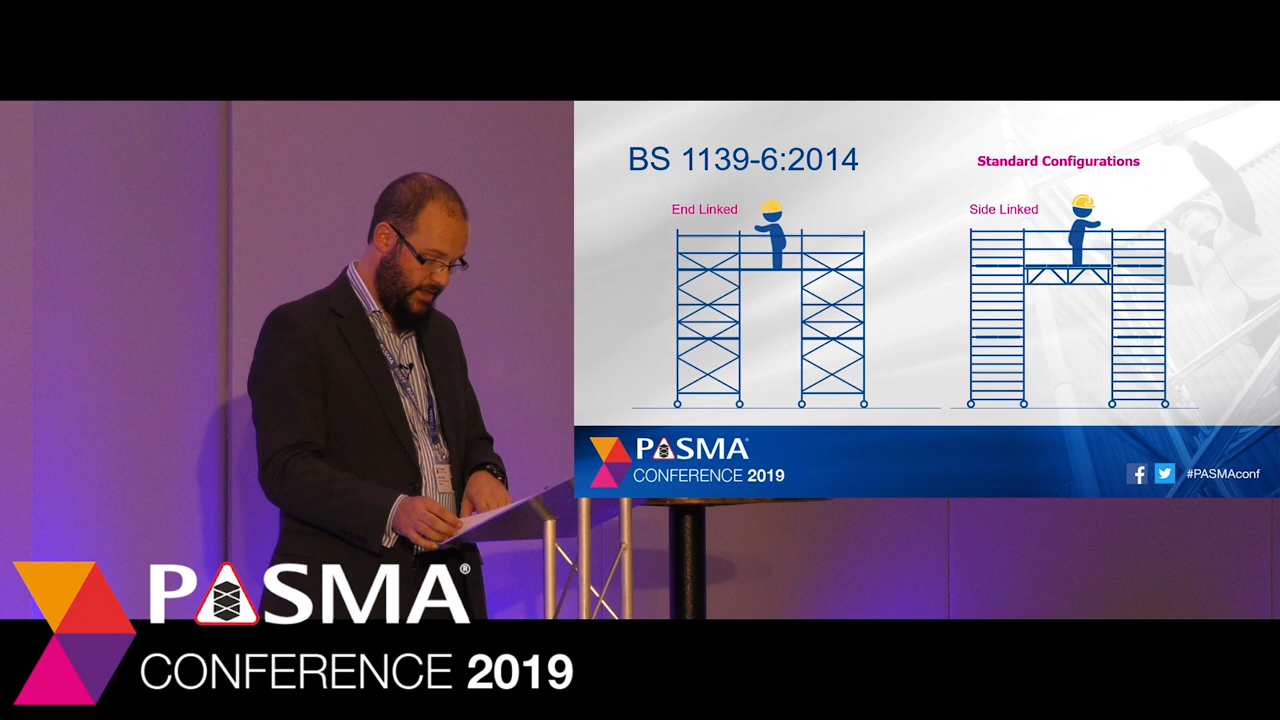 BS 1139-6:2014
Standard Configurations
End Linked
Side Linked
PASMA
CONFERENCE 2019
#PASMAconf
PASMA®
CONFERENCE 2019